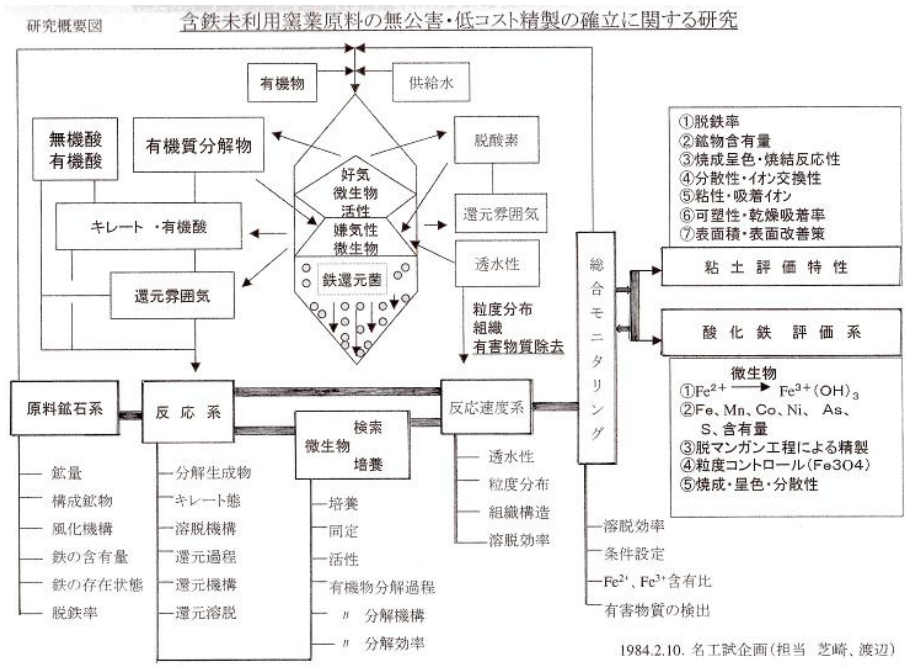 研究概要図
含鉄未利用窯業原料の無公害・低コスト精製の確立に関する研究
有機物
供給水
無機酸
有機酸
有機質分解物
脱酸素
好気
微生物
活性
嫌気性
微生物
キレート ・有機酸
還元雰囲気
還元雰囲気
透水性
鉄還元菌
粒度分布
組織
有害物質除去
総合モニタリング
①脱鉄率
②鉱物含有量
③焼成呈色・焼結反応性
④分散性・イオン交換性
⑤粘性・吸着イオン
⑥可塑性・乾燥吸着率
⑦表面積・表面改善策
粘土評価特性
酸化鉄 評価系
微生物
①Fe²⁺ → Fe³⁺(OH)₃
②Fe、Mn、Co、Ni、 As、
S、含有量
③脱マンガン工程による精製
④粒度コントロール(Fe3O4)
⑤焼成・呈色・分散性
原料鉱石系
反応系
検索
微生物
培養
反応速度系
鉱量
構成鉱物
風化機構
鉄の含有量
鉄の存在状態
脱鉄率
分解生成物
キレート態
溶脱機構
還元過程
還元機構
還元溶脱
培養
同定
活性
有機物分解過程
〃 分解機構
〃 分解効率
透水性
粒度分布
組織構造
溶脱効率
溶脱効率
条件設定
Fe²⁺、Fe³⁺含有比
有害物質の検出
1984.2.10. 名工試企画(担当 芝崎、渡辺)